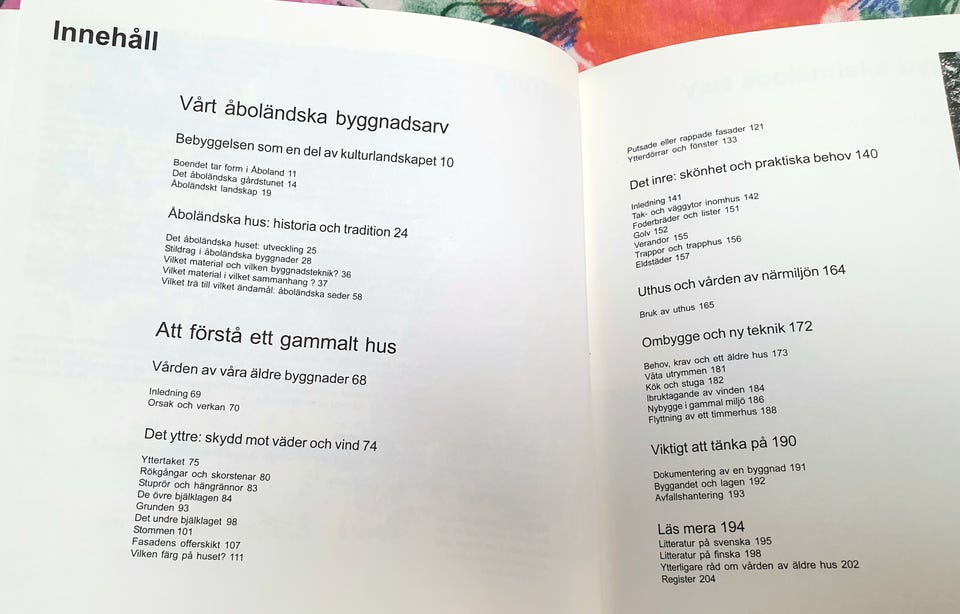 Innehåll
Vårt åboländska byggnadsarv
Bebyggelsen som en del av kulturlandskapet 10
Boendet tar form i Åboland 11
Det åboländska gårdstunet 14
Åboländskt landskap 19
Åboländska hus: historia och tradition 24
Det åboländska huset: utveckling 25
Stildrag i åboländska byggnader 28
Vilket material och vilken byggnadsteknik? 36
Vilket material i vilket sammanhang ? 37
Vilket trä till vilket ändamål: åboländska seder 58
Att förstå ett gammalt hus
Vården av våra äldre byggnader 68
Inledning 69
Orsak och verkan 70
Det yttre: skydd mot väder och vind 74
Yttertaket 75
Rökgångar och skorstenar 80
Stuprör och hängrännor 83
De övre bjälklagen 84
Grunden 93
Det undre bjälklaget 98
Stommen 101
Fasadens offerskikt 107
Vilken färg på huset? 111
Putsade eller rappade fasader 121
Ytterdörrar och fönster 133
Det inre: skönhet och praktiska behov 140
Inledning 141
Tak- och väggytor inomhus 142
Foderbräder och lister 151
Golv 152
Verandor 155
Trappor och trapphus 156
Eldstäder 157
Uthus och vården av närmiljön 164
Bruk av uthus 165
Ombygge och ny teknik 172
Behov, krav och ett äldre hus 173
Våta utrymmen 181
Kök och stuga 182
Ibruktagande av vinden 184
Nybygge i gammal miljö 186
Flyttning av ett timmerhus 188
Viktigt att tänka på 190
Dokumentering av en byggnad 191
Byggandet och lagen 192
Avfallshantering 193
Läs mera 194
Litteratur på svenska 195
Litteratur på finska 198
Ytterligare råd om vården av äldre hus 202
Register 204